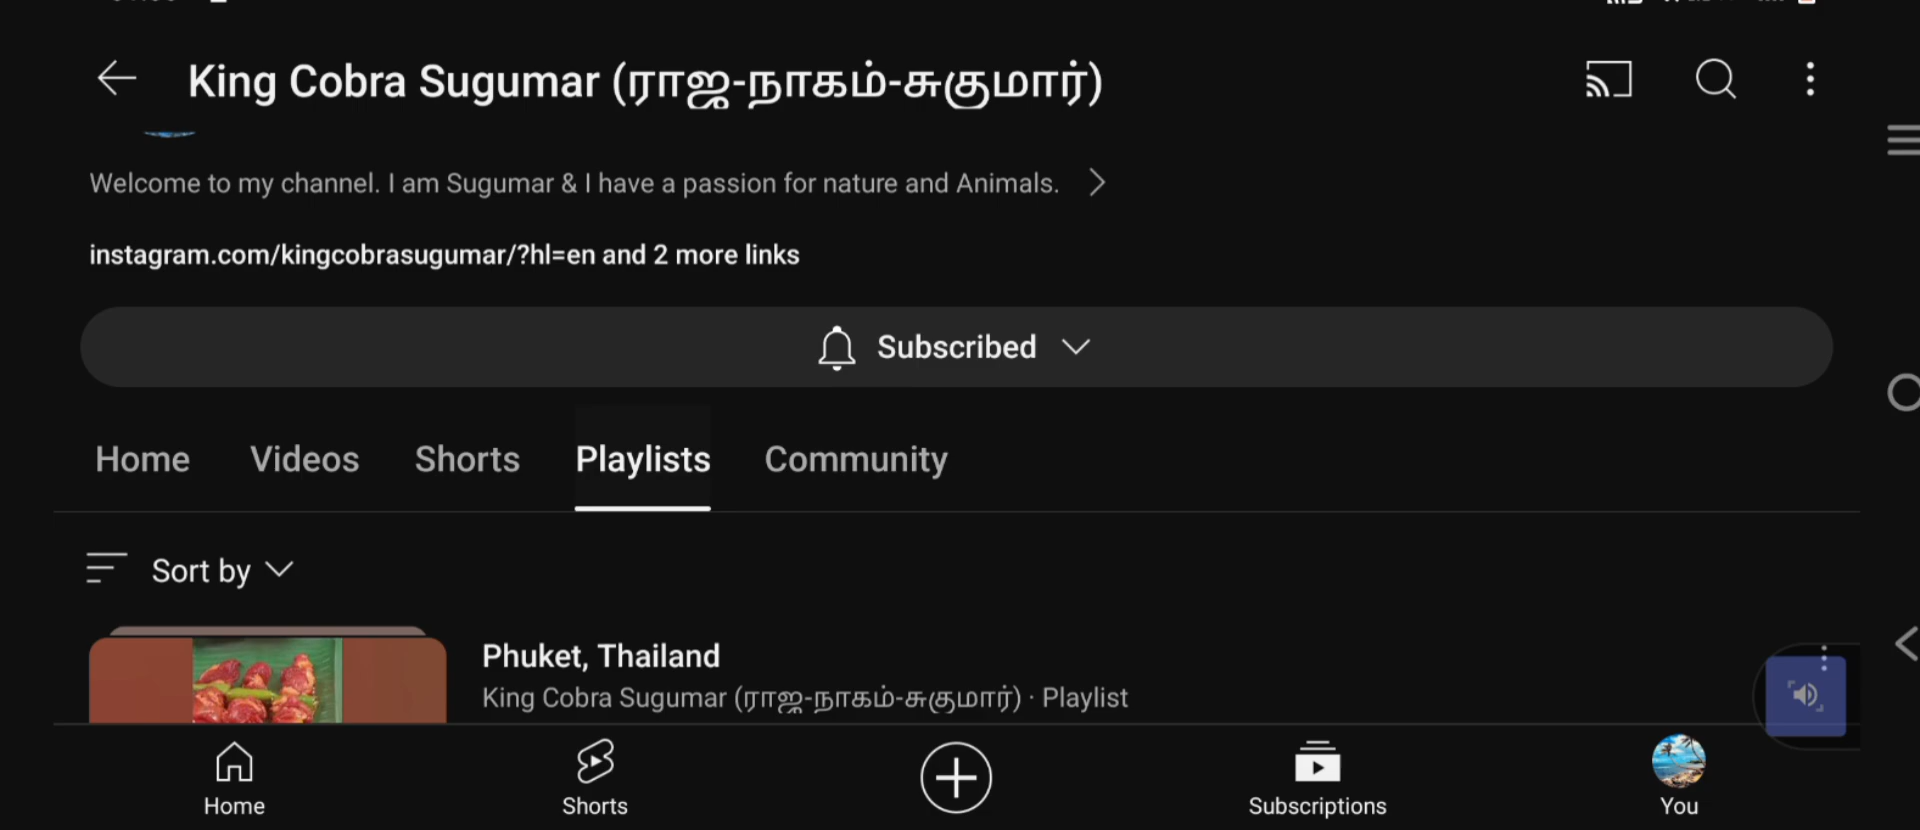 King Cobra Sugumar (ராஜ-நாகம்-சுகுமார்)
Welcome to my channel. I am Sugumar & I have a passion for nature and Animals.
instagram.com/kingcobrasugumar/?hl=en and 2 more links
Subscribed
Home Videos Shorts Playlists Community
Sort by
Phuket, Thailand
King Cobra Sugumar (ராஜ-நாகம்-சுகுமார்) · Playlist
Home Shorts Subscriptions You